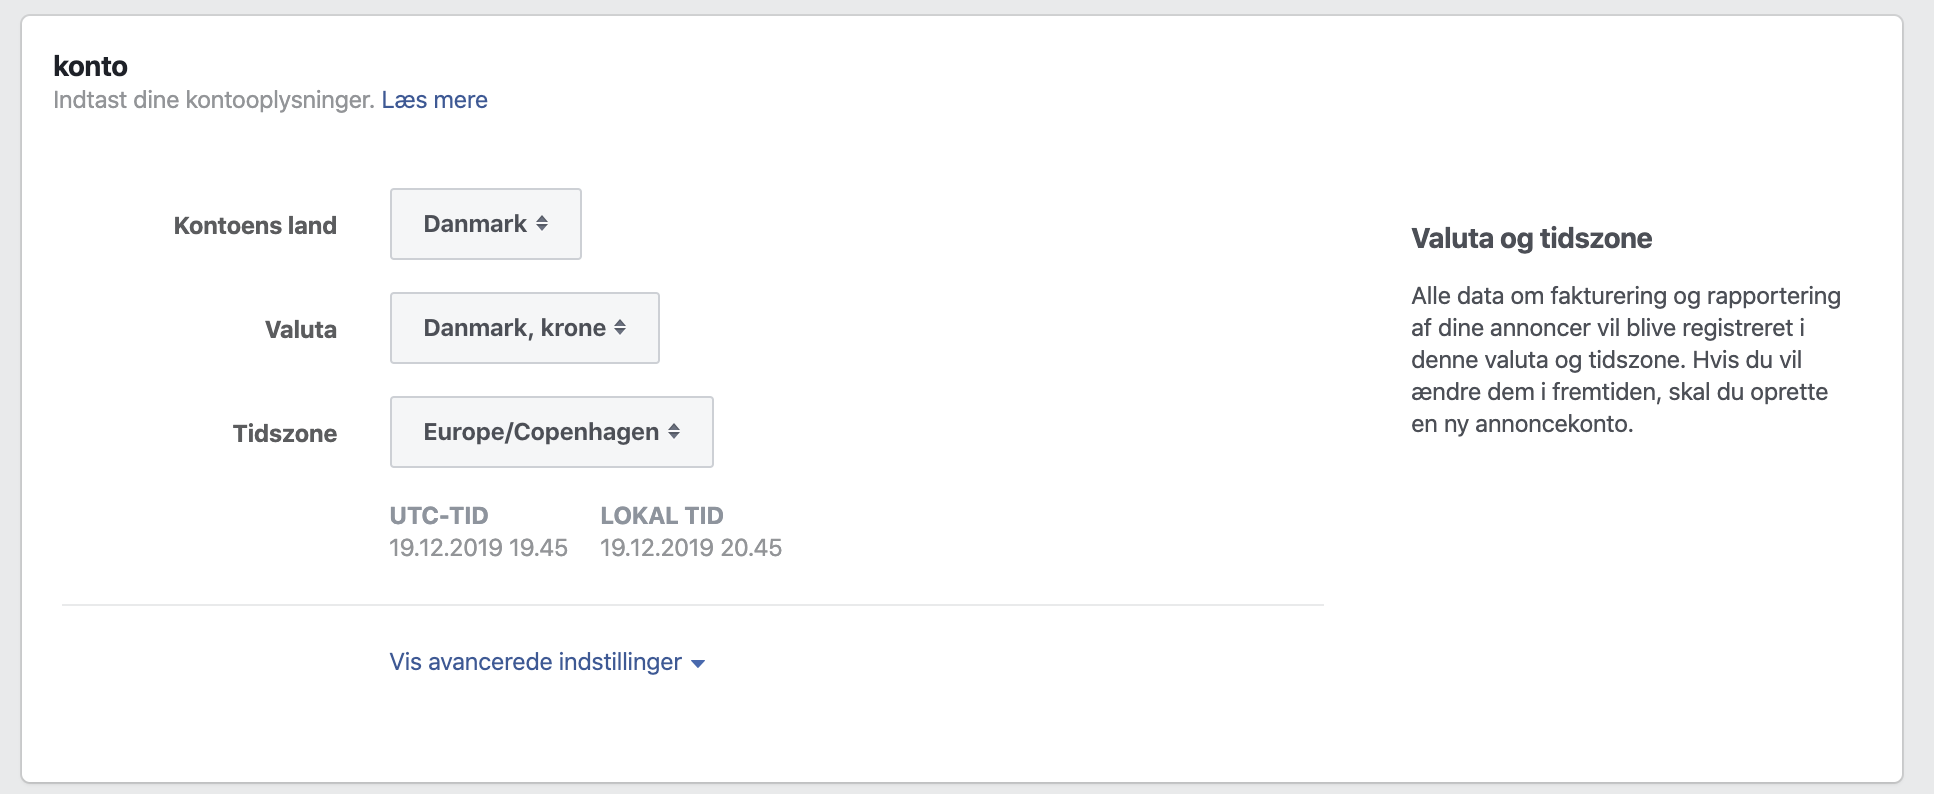 konto
Indtast dine kontooplysninger. Læs mere
Kontoens land
Danmark
Valuta
Danmark, krone
Tidszone
Europe/Copenhagen
UTC-TID
19.12.2019 19.45
LOKAL TID
19.12.2019 20.45
Vis avancerede indstillinger
Valuta og tidszone
Alle data om fakturering og rapportering
af dine annoncer vil blive registreret i
denne valuta og tidszone. Hvis du vil
ændre dem i fremtiden, skal du oprette
en ny annoncekonto.